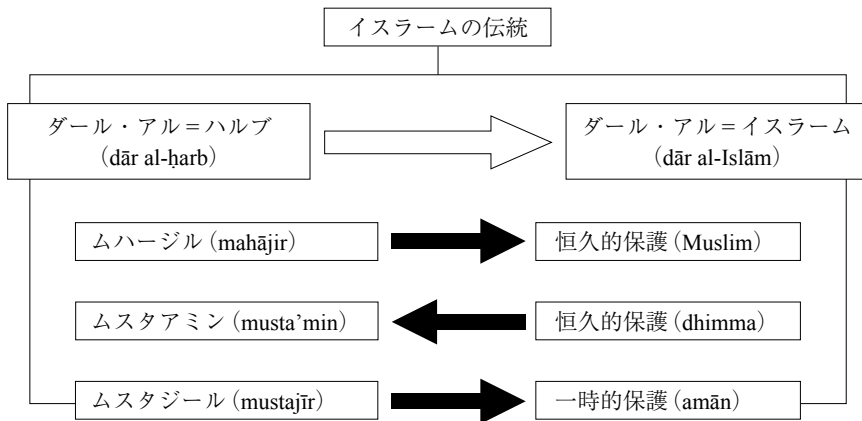 イスラームの伝統
ダール・アル=ハルブ
(dār al-ḥarb)
ダール・アル=イスラーム
(dār al-Islām)
ムハージル(mahājir)
恒久的保護(Muslim)
ムスタアミン(musta’min)
恒久的保護(dhimma)
ムスタジール(mustajīr)
一時的保護(amān)